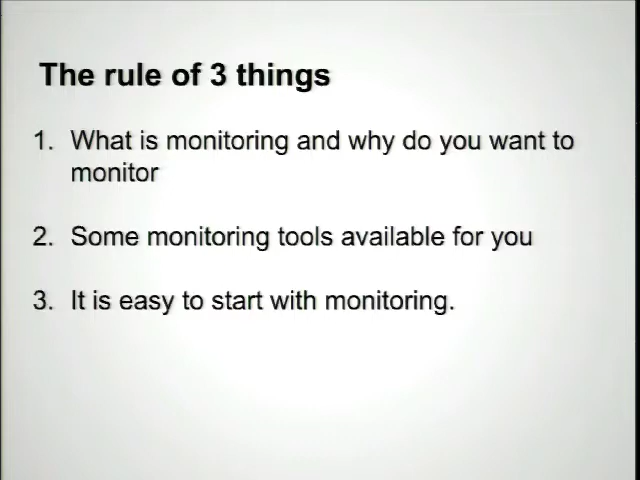 The rule of 3 things
1. What is monitoring and why do you want to
monitor
2. Some monitoring tools available for you
3. It is easy to start with monitoring.